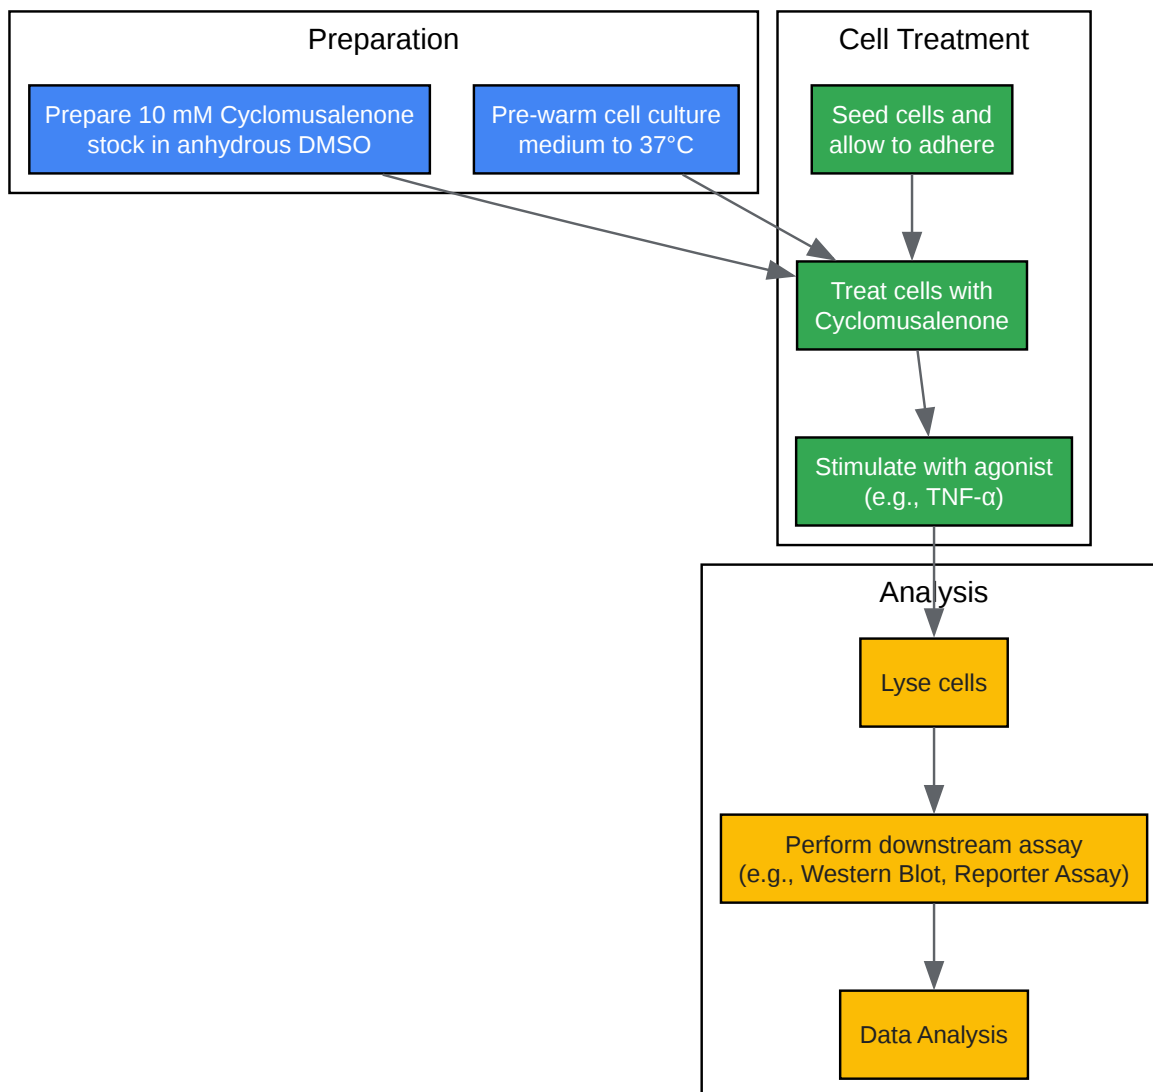 Preparation
Prepare 10 mM Cyclomusalenone
stock in anhydrous DMSO
Pre-warm cell culture
medium to 37°C
Cell Treatment
Seed cells and
allow to adhere
Treat cells with
Cyclomusalenone
Stimulate with agonist
(e.g., TNF-α)
Analysis
Lyse cells
Perform downstream assay
(e.g., Western Blot, Reporter Assay)
Data Analysis